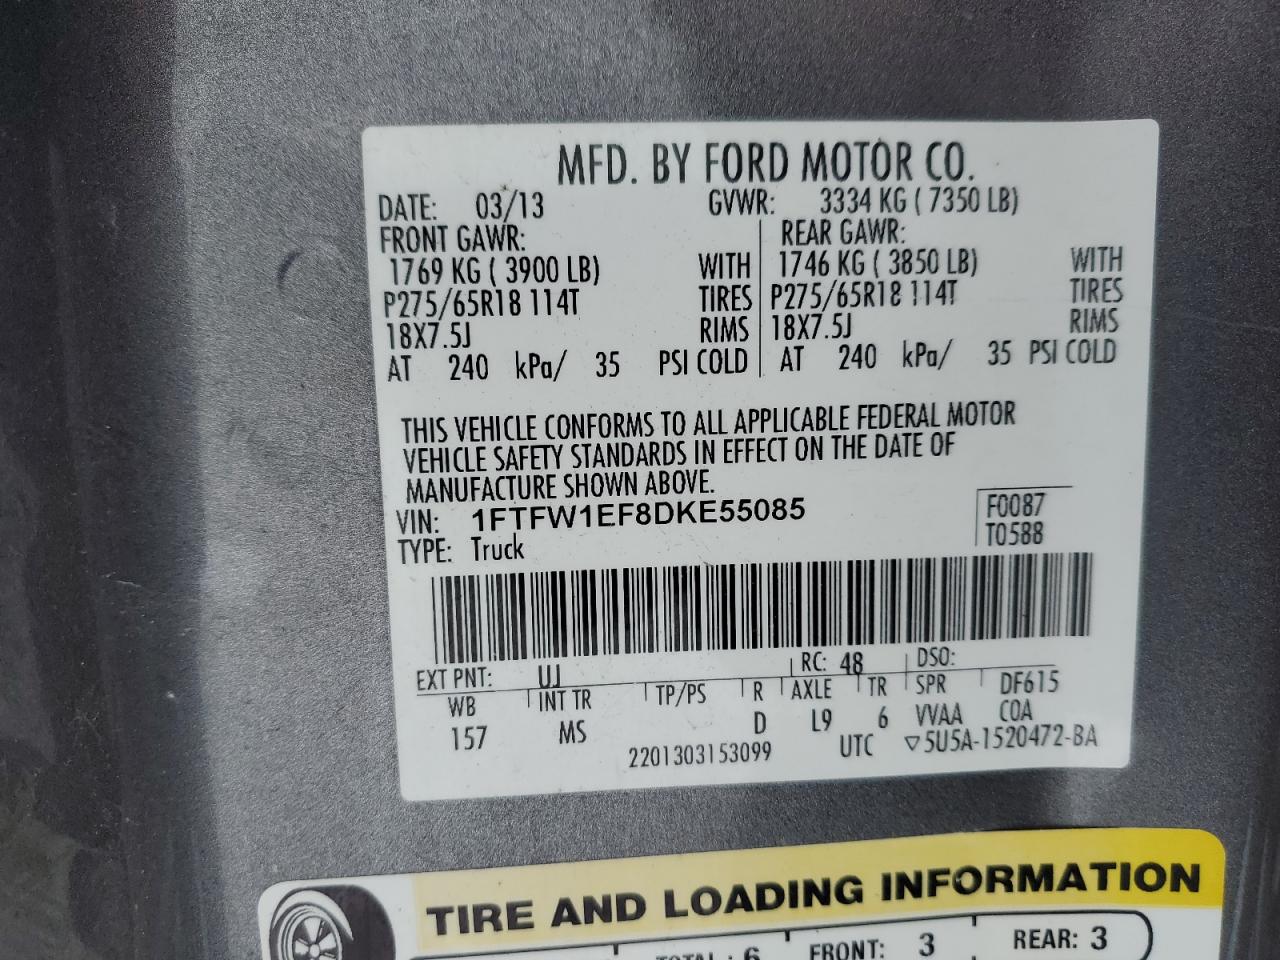 MFD. BY FORD MOTOR CO.
DATE: 03/13 GVWR: 3334 KG ( 7350 LB)
FRONT GAWR: REAR GAWR:
1769 KG ( 3900 LB) WITH 1746 KG ( 3850 LB) WITH
P275/65R18 114T TIRES P275/65R18 114T TIRES
18X7.5J RIMS 18X7.5J RIMS
AT 240 kPa/ 35 PSI COLD AT 240 kPa/ 35 PSI COLD
THIS VEHICLE CONFORMS TO ALL APPLICABLE FEDERAL MOTOR
VEHICLE SAFETY STANDARDS IN EFFECT ON THE DATE OF
MANUFACTURE SHOWN ABOVE.
VIN: 1FTFW1EF8DKE55085 F0087
TYPE: Truck T0588
EXT PNT: UJ RC: 48 DSO:
WB INT TR TP/PS R AXLE TR SPR DF615
157 MS D L9 6 VVAA COA
2201303153099 UTC ▽5U5A-1520472-BA
TIRE AND LOADING INFORMATION
TOTAL: 6 FRONT: 3 REAR: 3